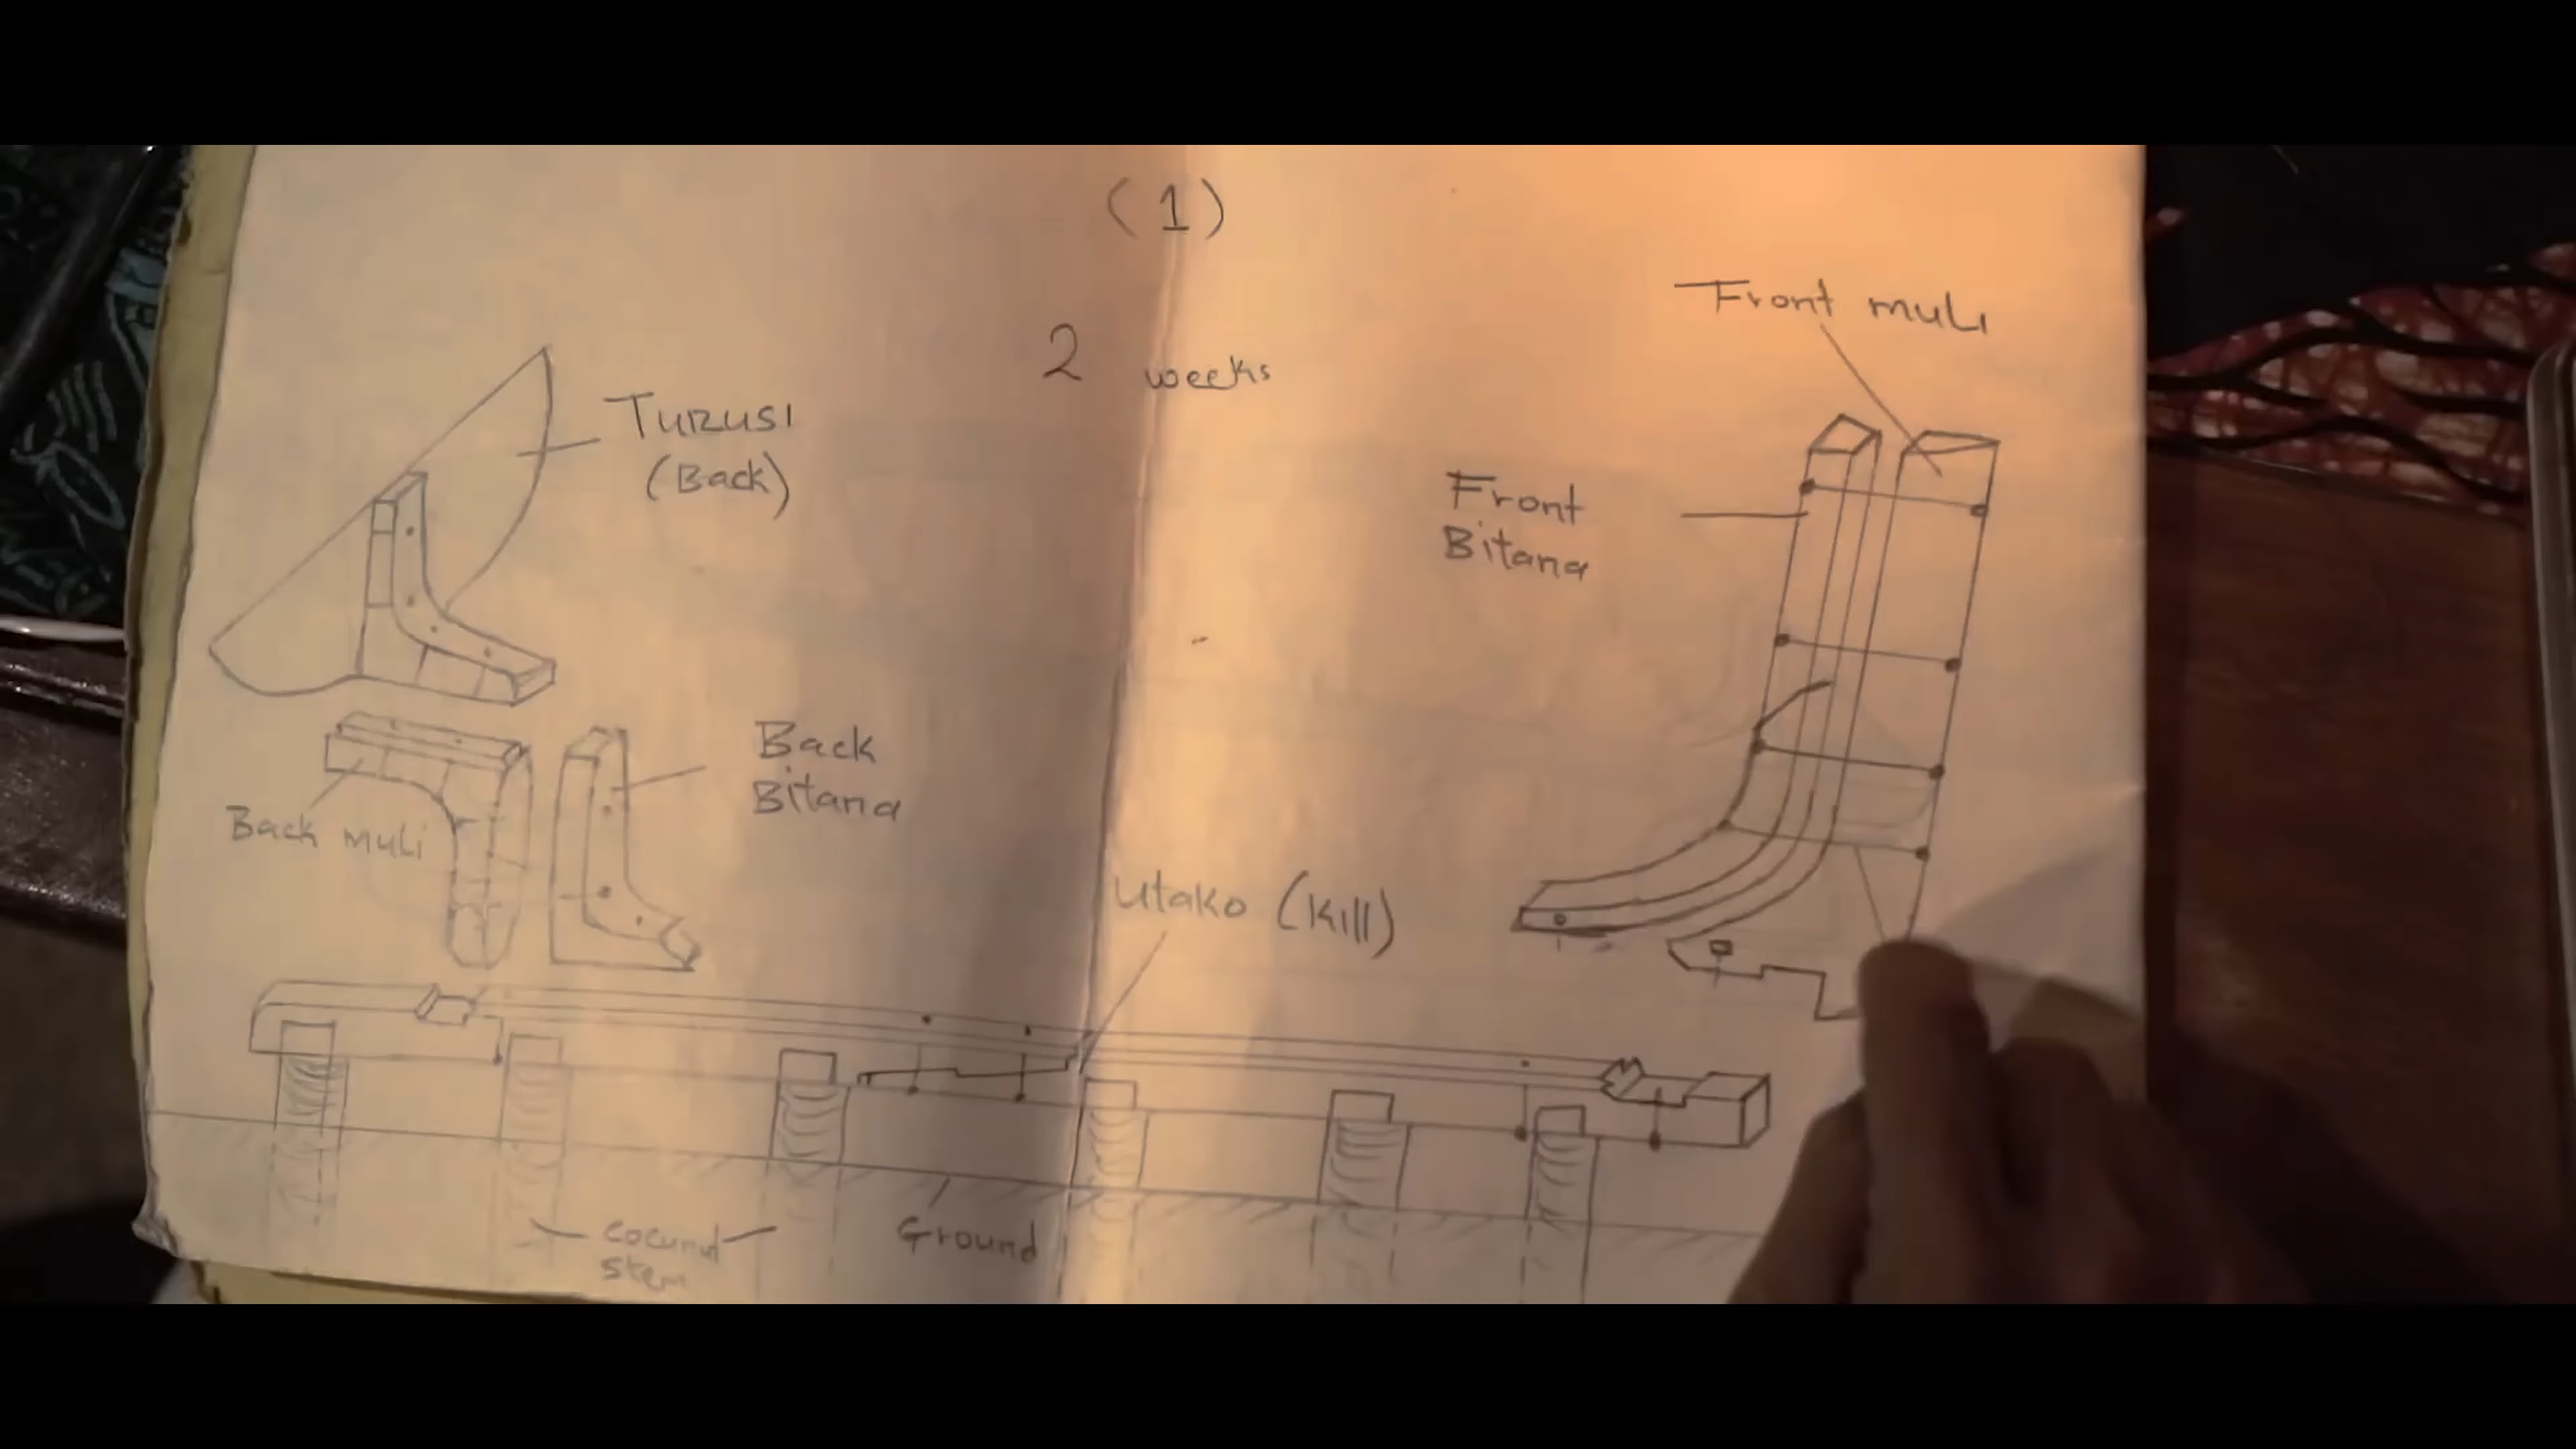 (1)
2 weeks
Front muli
TURUSI
(Back)
Front
Bitana
Back
Bitana
Back muli
Utako (kill)
cocunut
stem
Ground